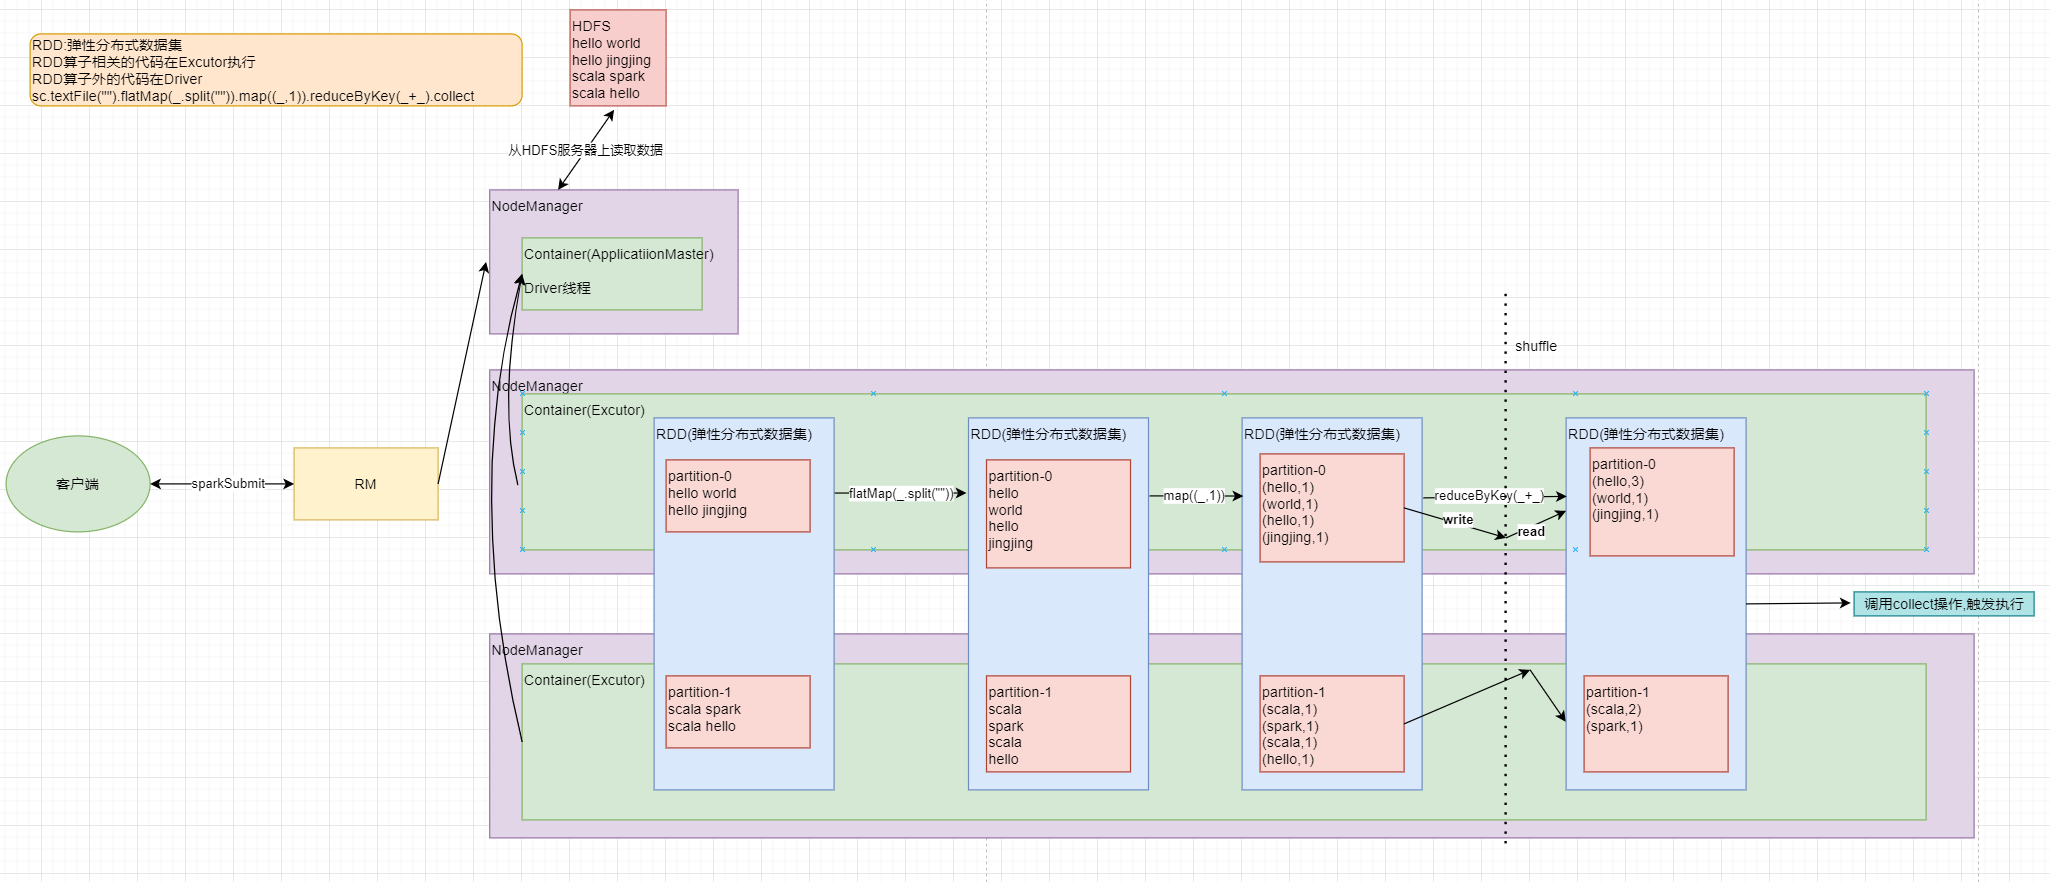 RDD:弹性分布式数据集
RDD算子相关的代码在Excutor执行
RDD算子外的代码在Driver
sc.textFile("").flatMap(_.split("")).map((_,1)).reduceByKey(_+_).collect
HDFS
hello world
hello jingjing
scala spark
scala hello
从HDFS服务器上读取数据
NodeManager
Container(ApplicatiionMaster)
Driver线程
shuffle
客户端
sparkSubmit
RM
NodeManager
Container(Excutor)
RDD(弹性分布式数据集)
partition-0
hello world
hello jingjing
flatMap(_.split(""))
RDD(弹性分布式数据集)
partition-0
hello
world
hello
jingjing
map((_,1))
RDD(弹性分布式数据集)
partition-0
(hello,1)
(world,1)
(hello,1)
(jingjing,1)
reduceByKey(_+_)
write
read
RDD(弹性分布式数据集)
partition-0
(hello,3)
(world,1)
(jingjing,1)
调用collect操作,触发执行
NodeManager
Container(Excutor)
partition-1
scala spark
scala hello
partition-1
scala
spark
scala
hello
partition-1
(scala,1)
(spark,1)
(scala,1)
(hello,1)
partition-1
(scala,2)
(spark,1)